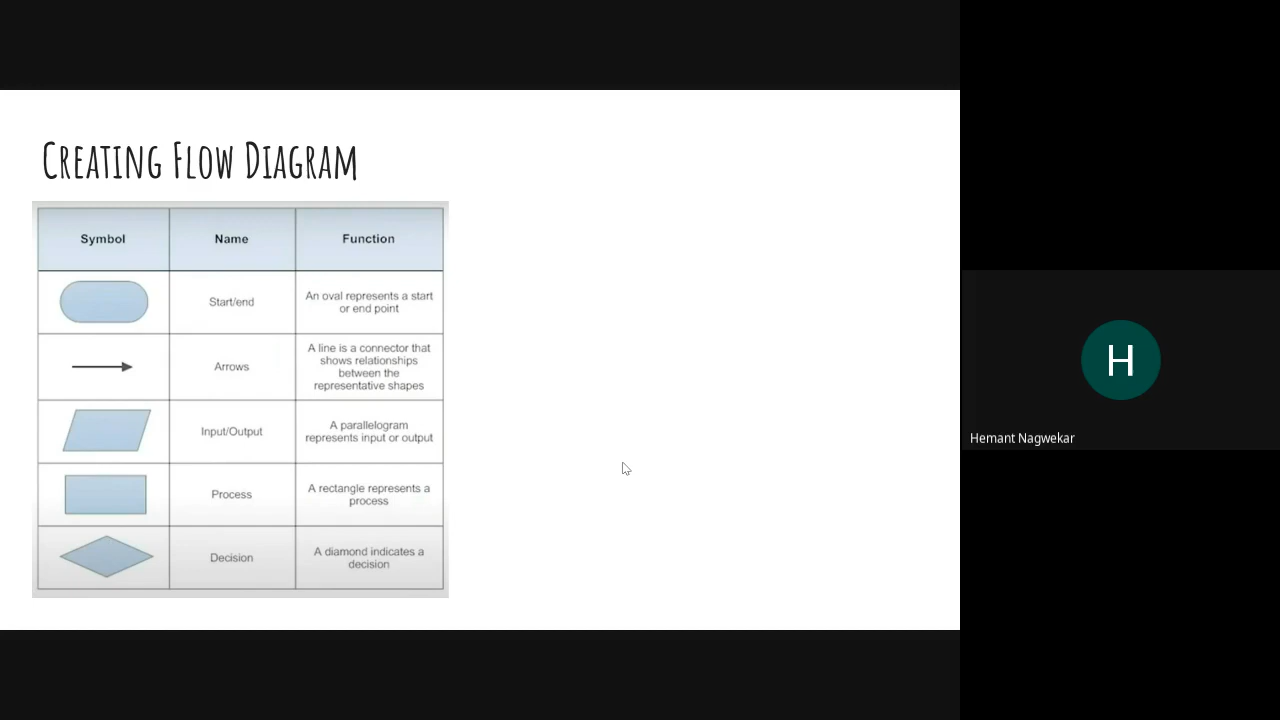 Creating Flow Diagram
Symbol Name Function
Start/end
An oval represents a start
or end point
Arrows
A line is a connector that
shows relationships
between the
representative shapes
Input/Output
A parallelogram
represents input or output
Process
A rectangle represents a
process
Decision
A diamond indicates a
decision
H
Hemant Nagwekar